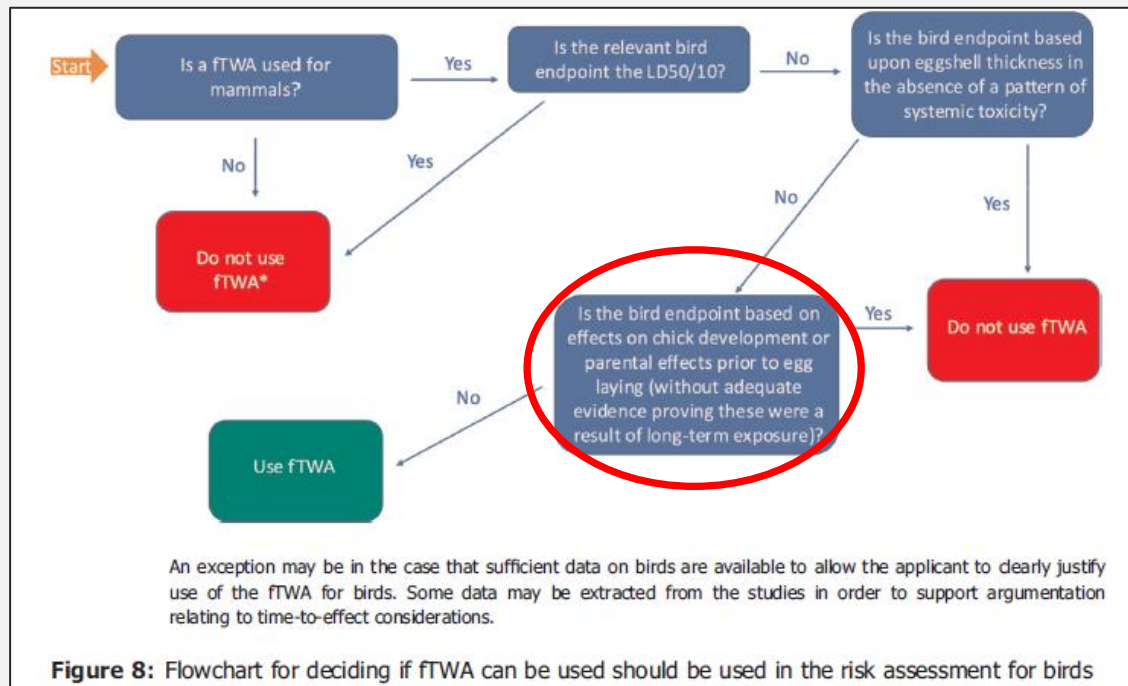 Start
Is a fTWA used for
mammals?
Yes
Is the relevant bird
endpoint the LD50/10?
No
Is the bird endpoint based
upon eggshell thickness in
the absence of a pattern of
systemic toxicity?
No
Yes
No
Yes
Do not use
fTWA*
Is the bird endpoint based on
effects on chick development or
parental effects prior to egg
laying (without adequate
evidence proving these were a
result of long-term exposure)?
Yes
Do not use fTWA
No
Use fTWA
An exception may be in the case that sufficient data on birds are available to allow the applicant to clearly justify
use of the fTWA for birds. Some data may be extracted from the studies in order to support argumentation
relating to time-to-effect considerations.
Figure 8: Flowchart for deciding if fTWA can be used should be used in the risk assessment for birds